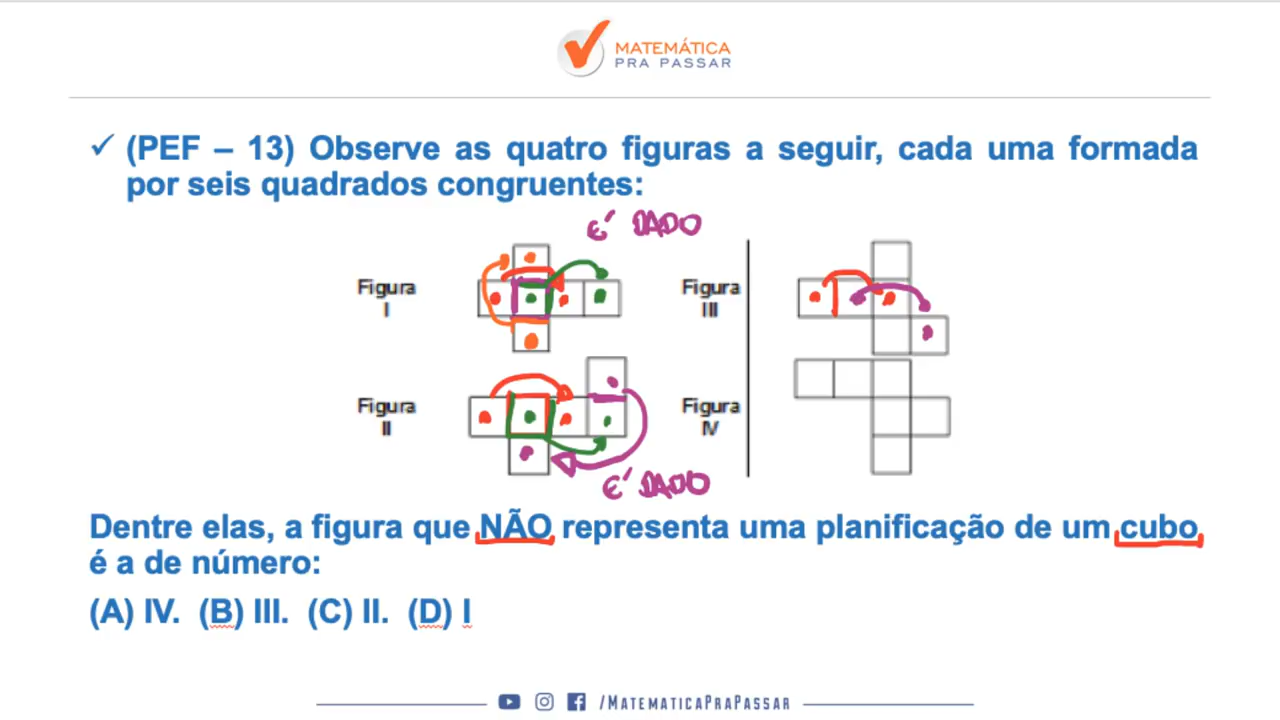 MATEMÁTICA
PRA PASSAR
✓ (PEF – 13) Observe as quatro figuras a seguir, cada uma formada
por seis quadrados congruentes:
É DADO
Figura
I
Figura
III
Figura
II
Figura
IV
É DADO
Dentre elas, a figura que NÃO representa uma planificação de um cubo
é a de número:
(A) IV. (B) III. (C) II. (D) I
/MATEMATICAPRAPASSAR